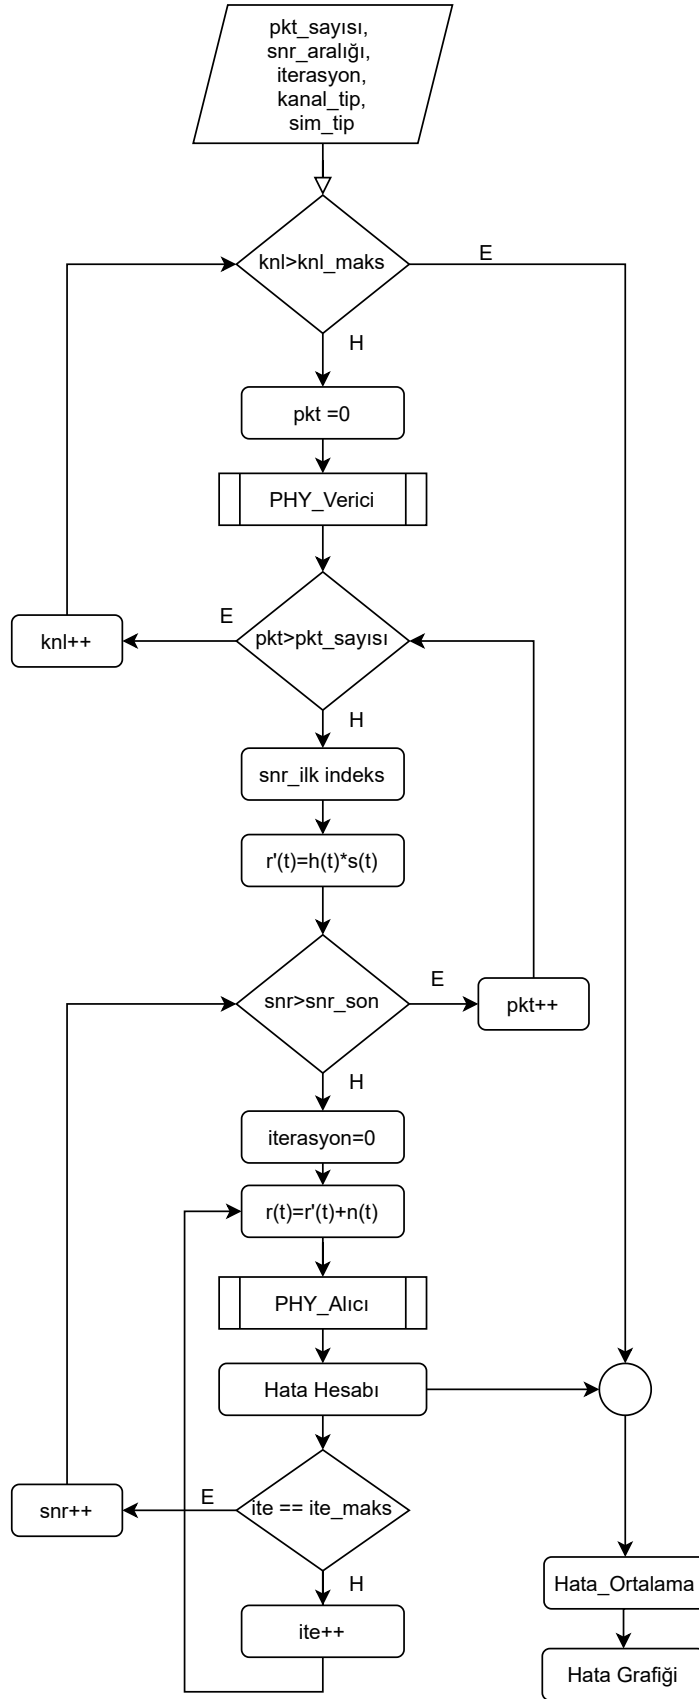 pkt_sayısı,
snr_aralığı,
iterasyon,
kanal_tip,
sim_tip
knl>knl_maks
E
H
pkt =0
PHY_Verici
E
pkt>pkt_sayısı
knl++
H
snr_ilk indeks
r'(t)=h(t)*s(t)
snr>snr_son
E
pkt++
H
iterasyon=0
r(t)=r'(t)+n(t)
PHY_Alıcı
Hata Hesabı
snr++
E
ite == ite_maks
H
ite++
Hata_Ortalama
Hata Grafiği